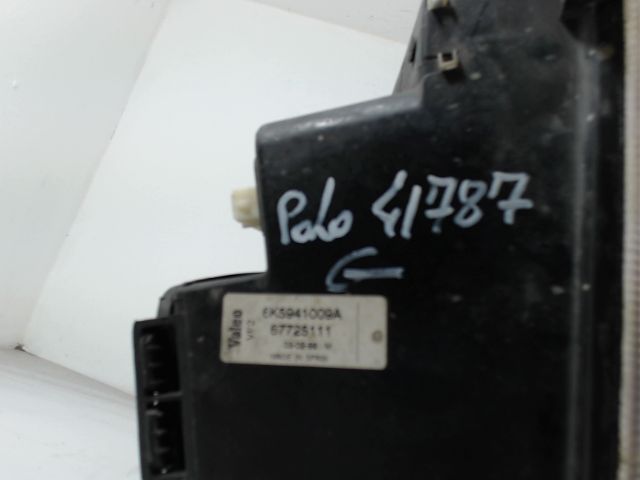 Polo 41787
Valeo
6K5941009A
67725111
MADE IN SPAIN